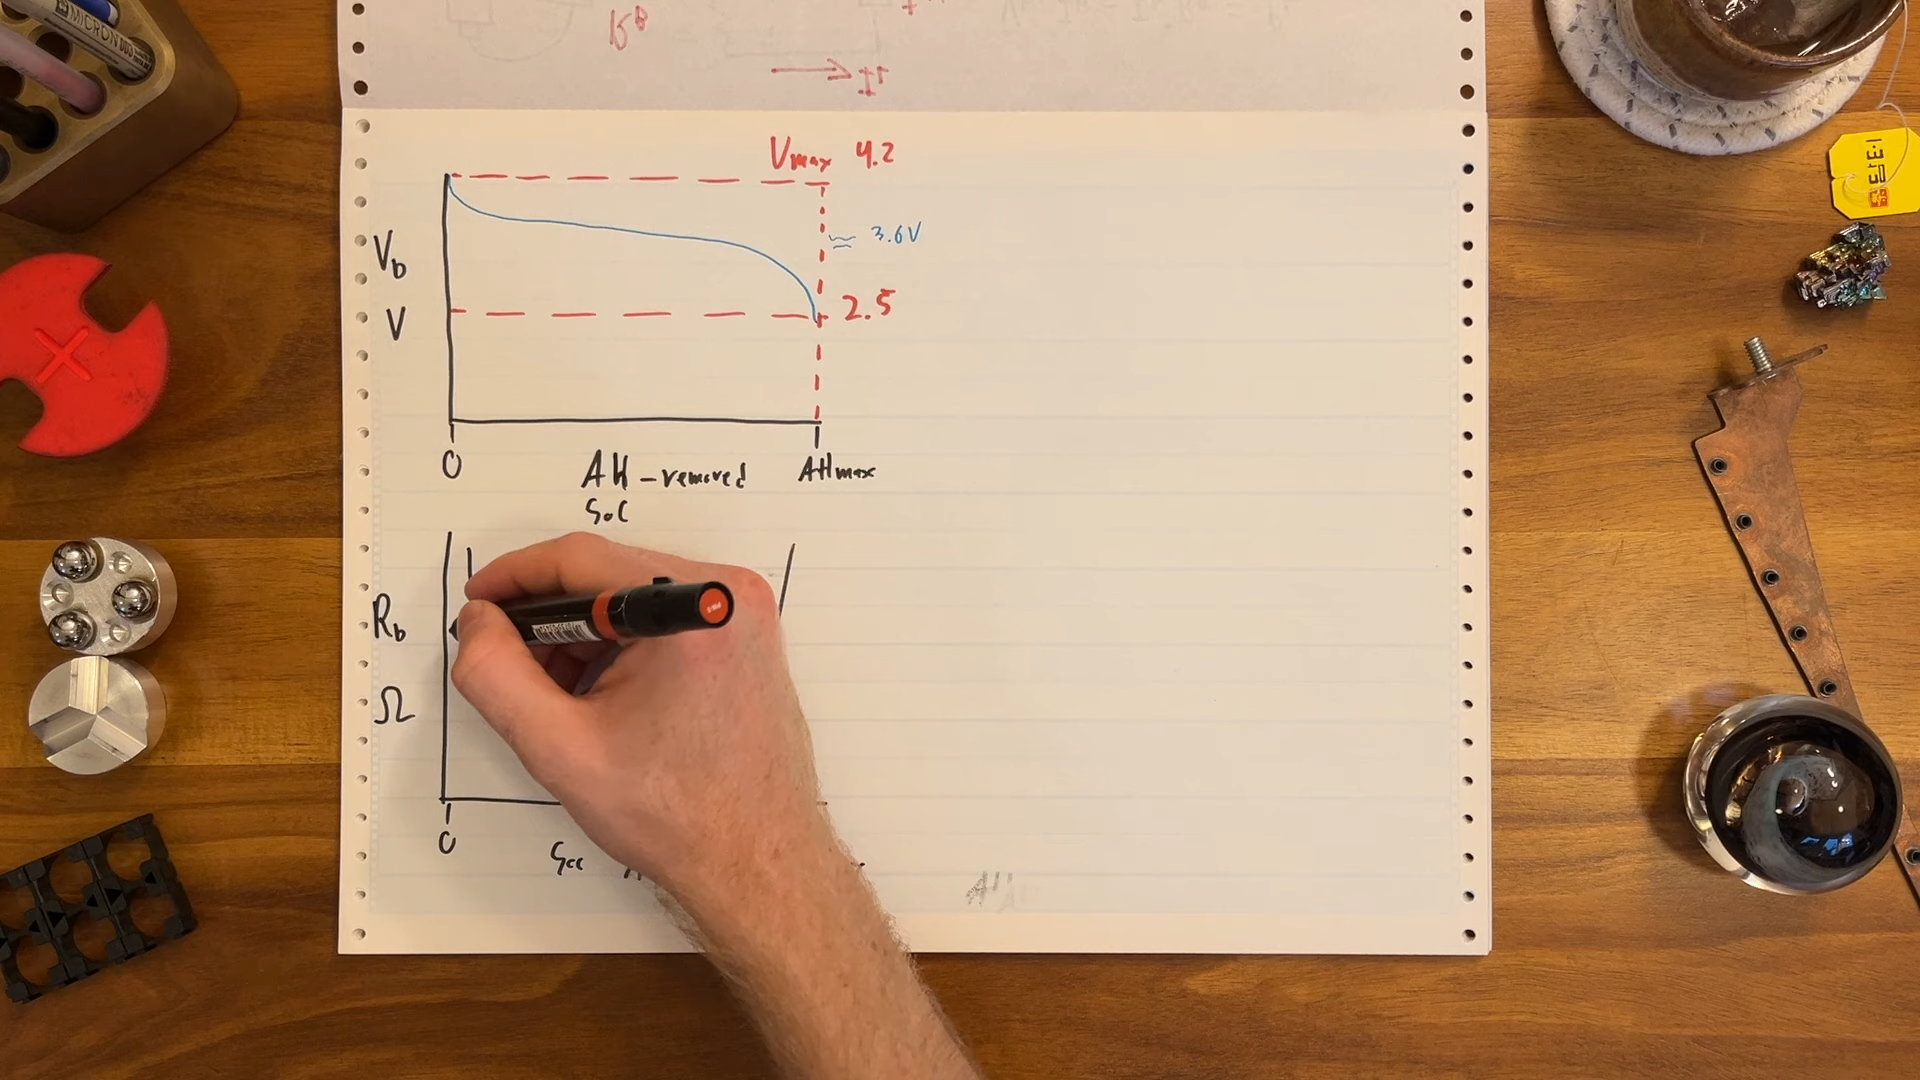 MICRON
Vmax 4.2
Vb
V
≈ 3.6V
2.5
0
AH - removed
AHmax
SoC
Rb
Ω
0